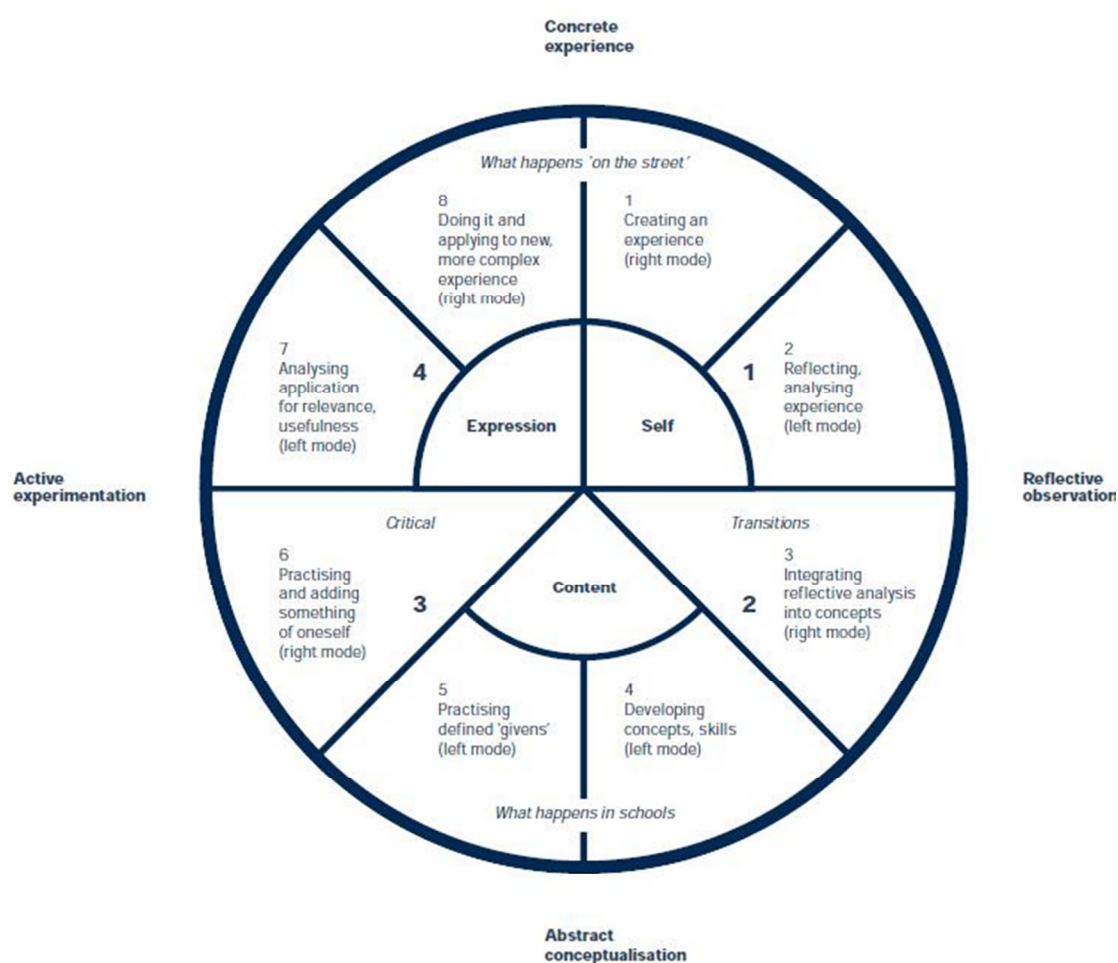 Concrete
experience
What happens 'on the street'
8
Doing it and
applying to new,
more complex
experience
(right mode)
1
Creating an
experience
(right mode)
7
Analysing
application
for relevance,
usefulness
(left mode)
4
Expression
Self
1
2
Reflecting,
analysing
experience
(left mode)
Active
experimentation
Reflective
observation
Critical
Transitions
6
Practising
and adding
something
of oneself
(right mode)
3
Content
2
3
Integrating
reflective analysis
into concepts
(right mode)
5
Practising
defined 'givens'
(left mode)
4
Developing
concepts, skills
(left mode)
What happens in schools
Abstract
conceptualisation